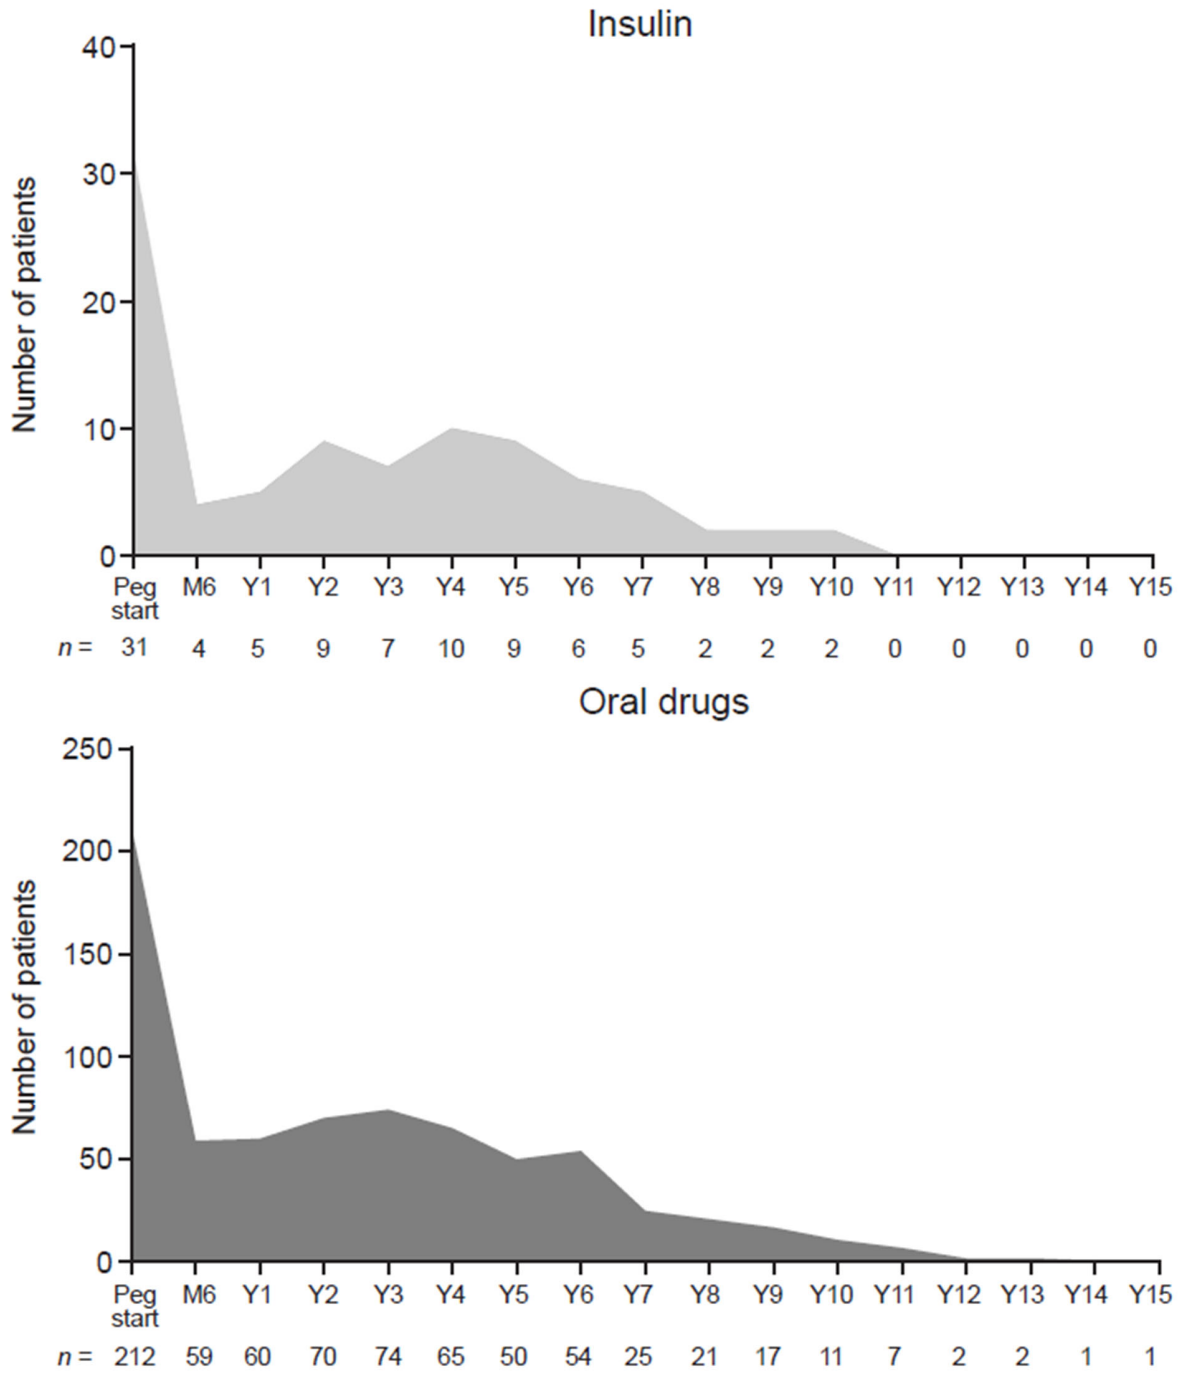 Insulin
Number of patients
40
30
20
10
0
Peg start M6 Y1 Y2 Y3 Y4 Y5 Y6 Y7 Y8 Y9 Y10 Y11 Y12 Y13 Y14 Y15
n = 31 4 5 9 7 10 9 6 5 2 2 2 0 0 0 0 0
Oral drugs
Number of patients
250
200
150
100
50
0
Peg start M6 Y1 Y2 Y3 Y4 Y5 Y6 Y7 Y8 Y9 Y10 Y11 Y12 Y13 Y14 Y15
n = 212 59 60 70 74 65 50 54 25 21 17 11 7 2 2 1 1